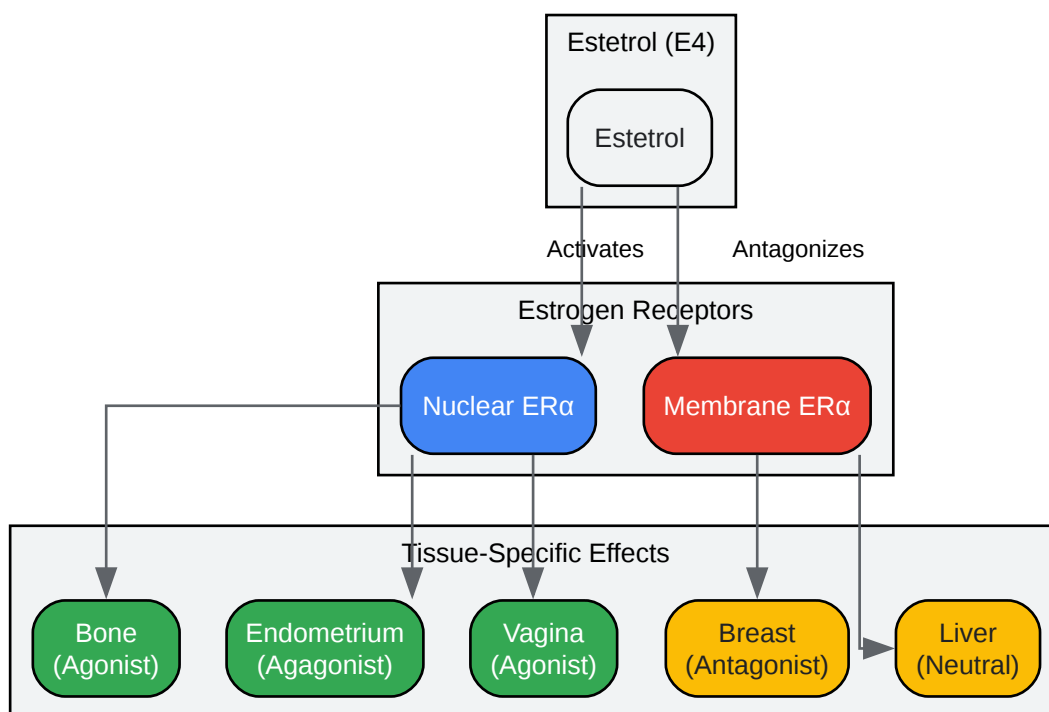 Estetrol (E4)
Estetrol
Activates
Antagonizes
Estrogen Receptors
Nuclear ERα
Membrane ERα
Tissue-Specific Effects
Bone
(Agonist)
Endometrium
(Agagonist)
Vagina
(Agonist)
Breast
(Antagonist)
Liver
(Neutral)